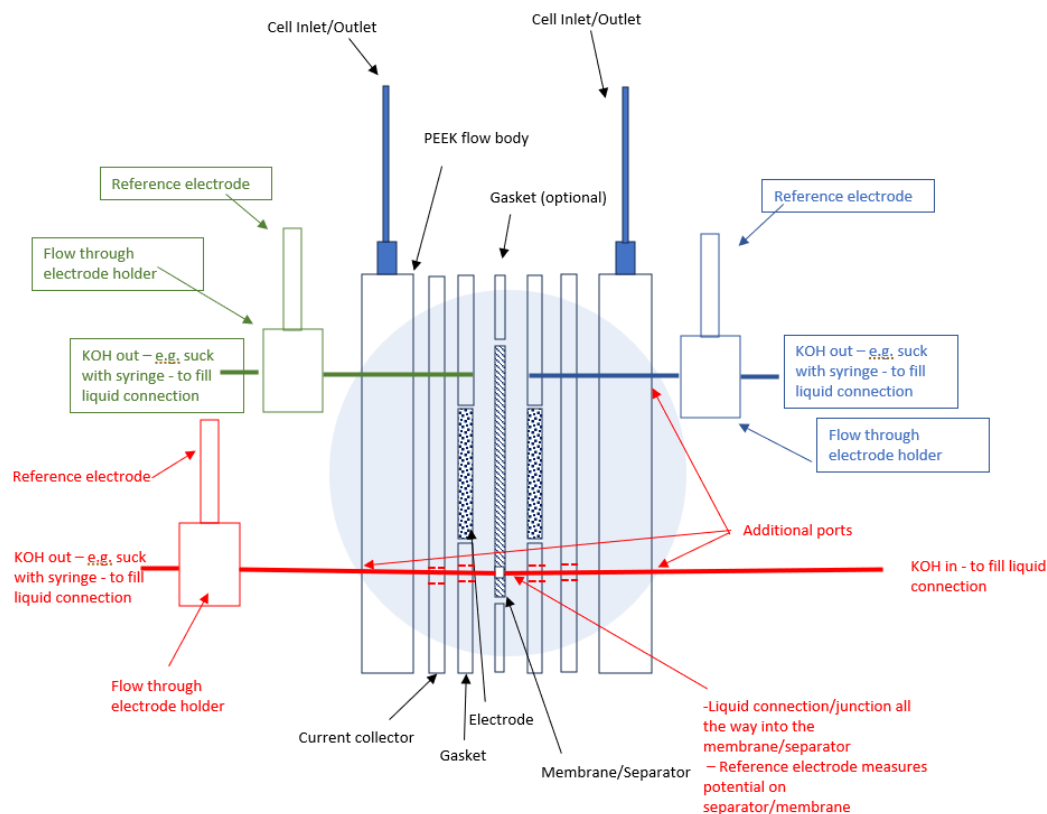 Cell Inlet/Outlet
Cell Inlet/Outlet
PEEK flow body
Reference electrode
Gasket (optional)
Reference electrode
Flow through
electrode holder
KOH out – e.g. suck
with syringe - to fill
liquid connection
KOH out – e.g. suck
with syringe - to fill
liquid connection
Flow through
electrode holder
Reference electrode
Additional ports
KOH out – e.g. suck
with syringe - to fill
liquid connection
KOH in - to fill liquid
connection
Flow through
electrode holder
Electrode
Current collector
Gasket
Membrane/Separator
-Liquid connection/junction all
the way into the
membrane/separator
– Reference electrode measures
potential on
separator/membrane